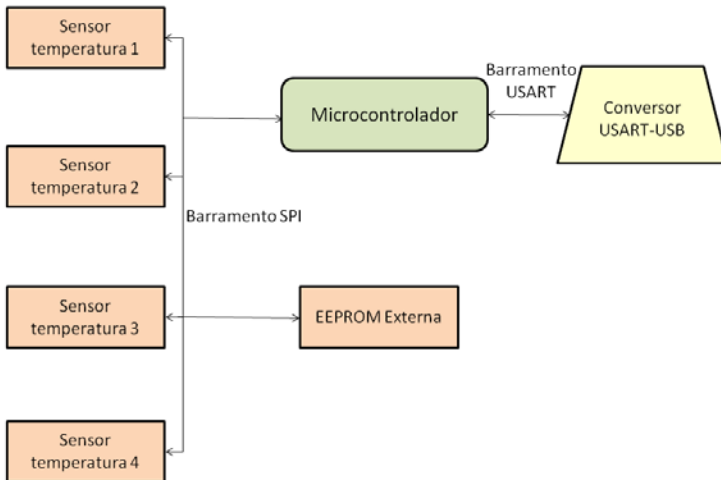 Sensor
temperatura 1
Barramento
USART
Microcontrolador
Conversor
USART-USB
Sensor
temperatura 2
Barramento SPI
Sensor
temperatura 3
EEPROM Externa
Sensor
temperatura 4